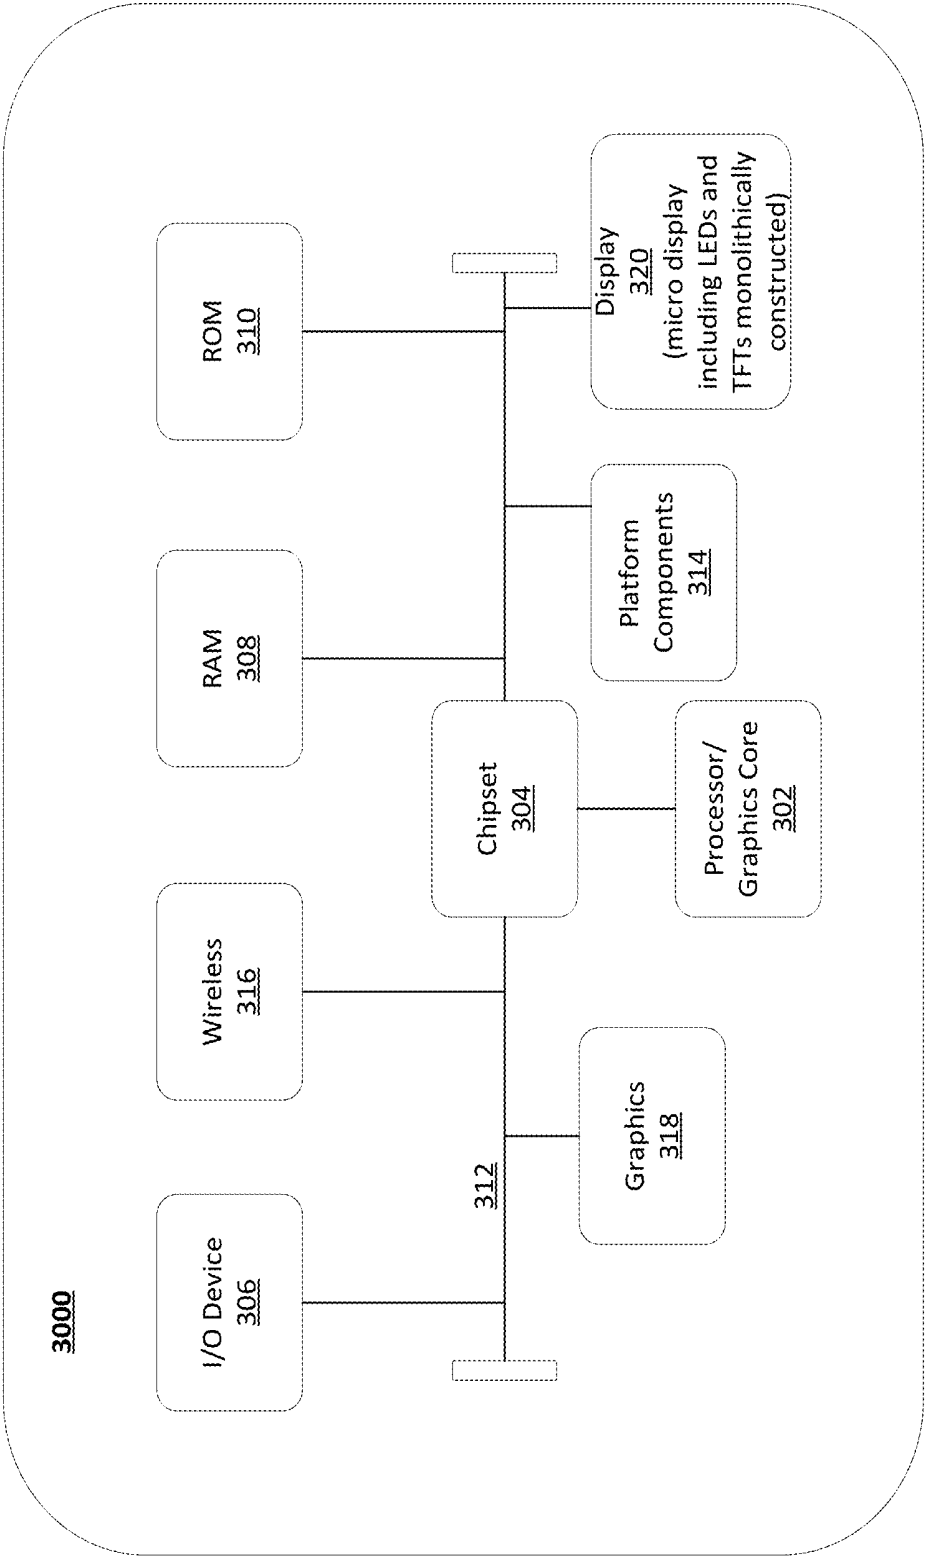 3000
I/O Device
306
Wireless
316
RAM
308
ROM
310
312
Chipset
304
Graphics
318
Processor/
Graphics Core
302
Platform
Components
314
Display
320
(micro display
including LEDs and
TFTs monolithically
constructed)